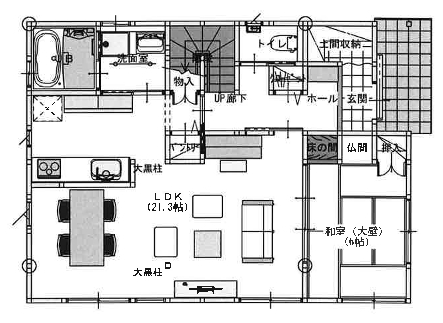 洗面室
階段
トイレ
土間収納
物入
UP廊下
ホール
玄関
パントリー
大黒柱
床の間
仏間
押入
LDK
(21.3帖)
和室(大壁)
(6帖)
大黒柱